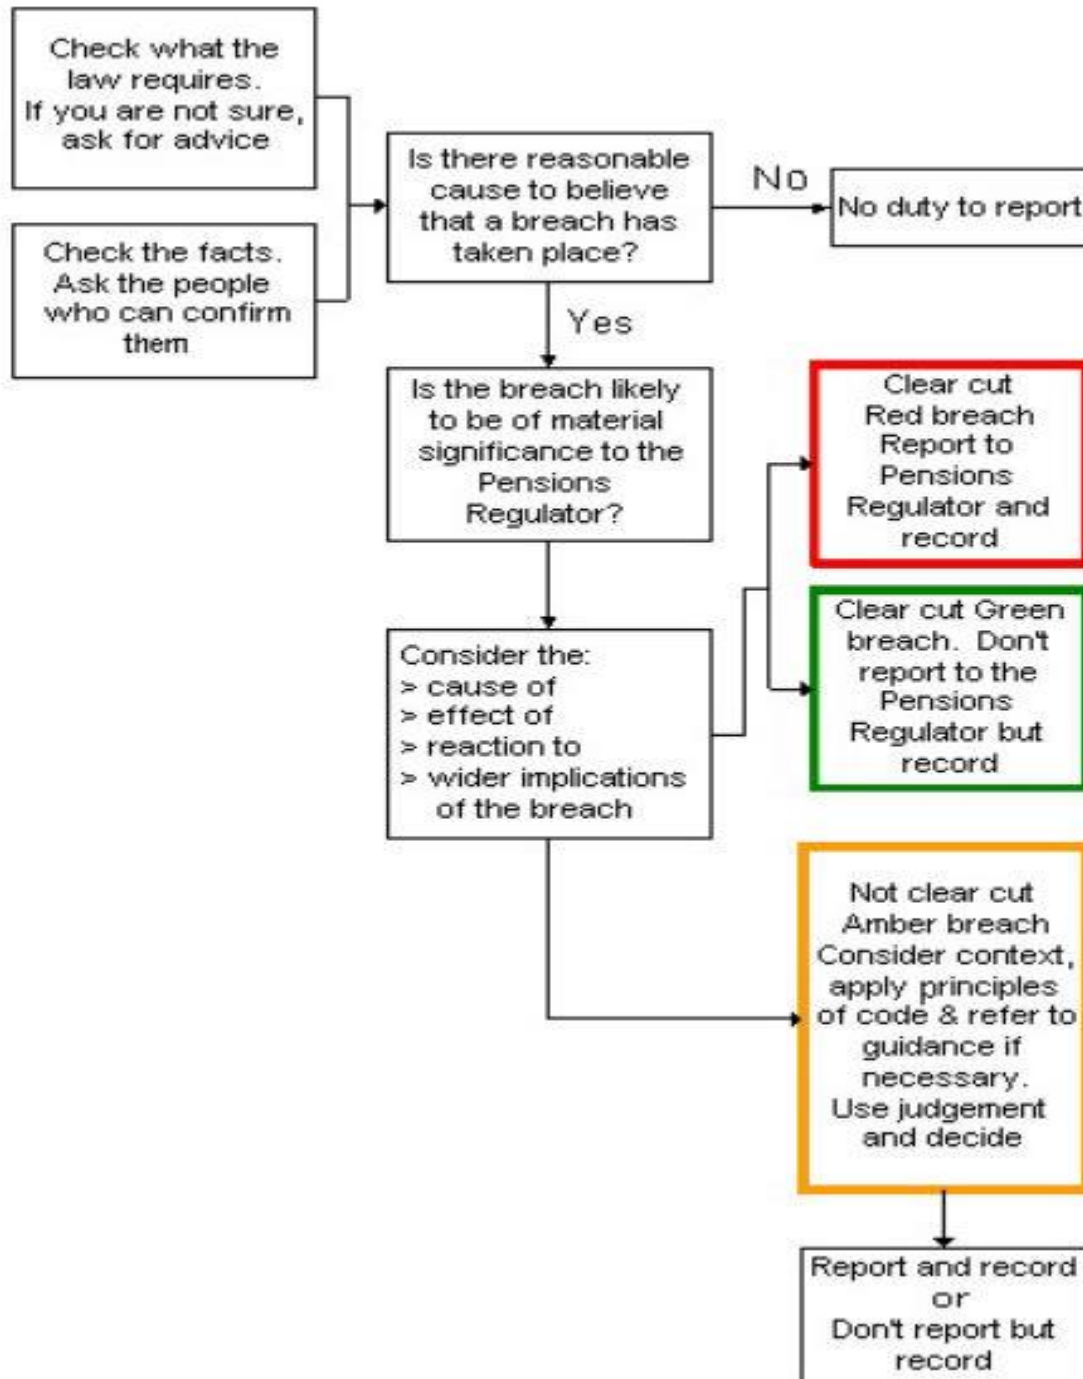 Check what the
law requires.
If you are not sure,
ask for advice
Check the facts.
Ask the people
who can confirm
them
Is there reasonable
cause to believe
that a breach has
taken place?
No
No duty to report
Yes
Is the breach likely
to be of material
significance to the
Pensions
Regulator?
Clear cut
Red breach
Report to
Pensions
Regulator and
record
Clear cut Green
breach. Don't
report to the
Pensions
Regulator but
record
Consider the:
> cause of
> effect of
> reaction to
> wider implications
of the breach
Not clear cut
Amber breach
Consider context,
apply principles
of code & refer to
guidance if
necessary.
Use judgement
and decide
Report and record
or
Don't report but
record